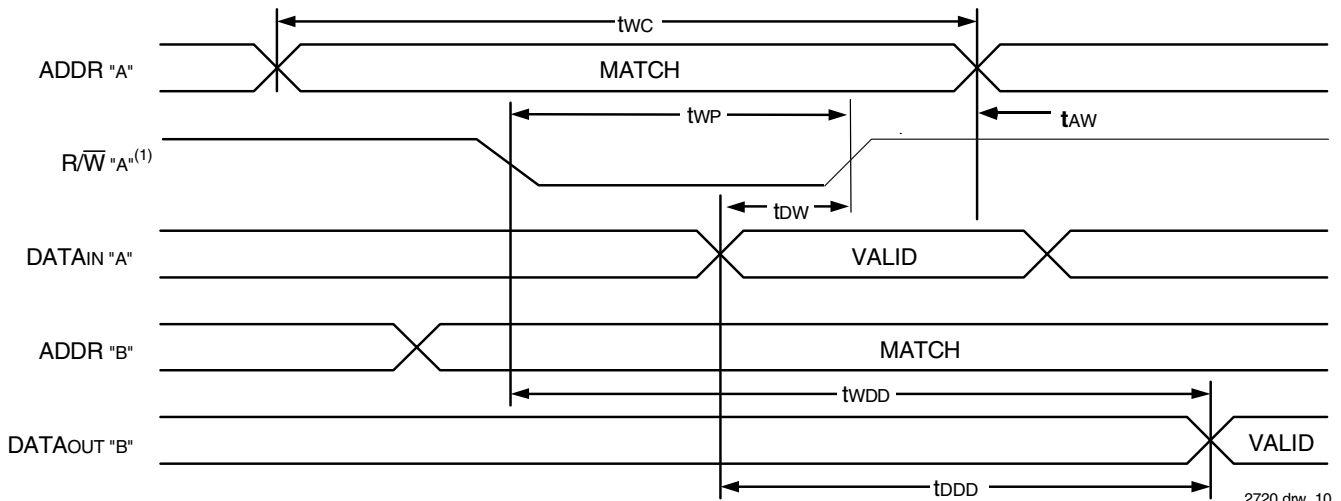 tWC
ADDR "A"
MATCH
tWP
tAW
R/W̅ "A"(1)
tDW
DATAIN "A"
VALID
ADDR "B"
MATCH
tWDD
DATAOUT "B"
VALID
tDDD
2720 drw 10